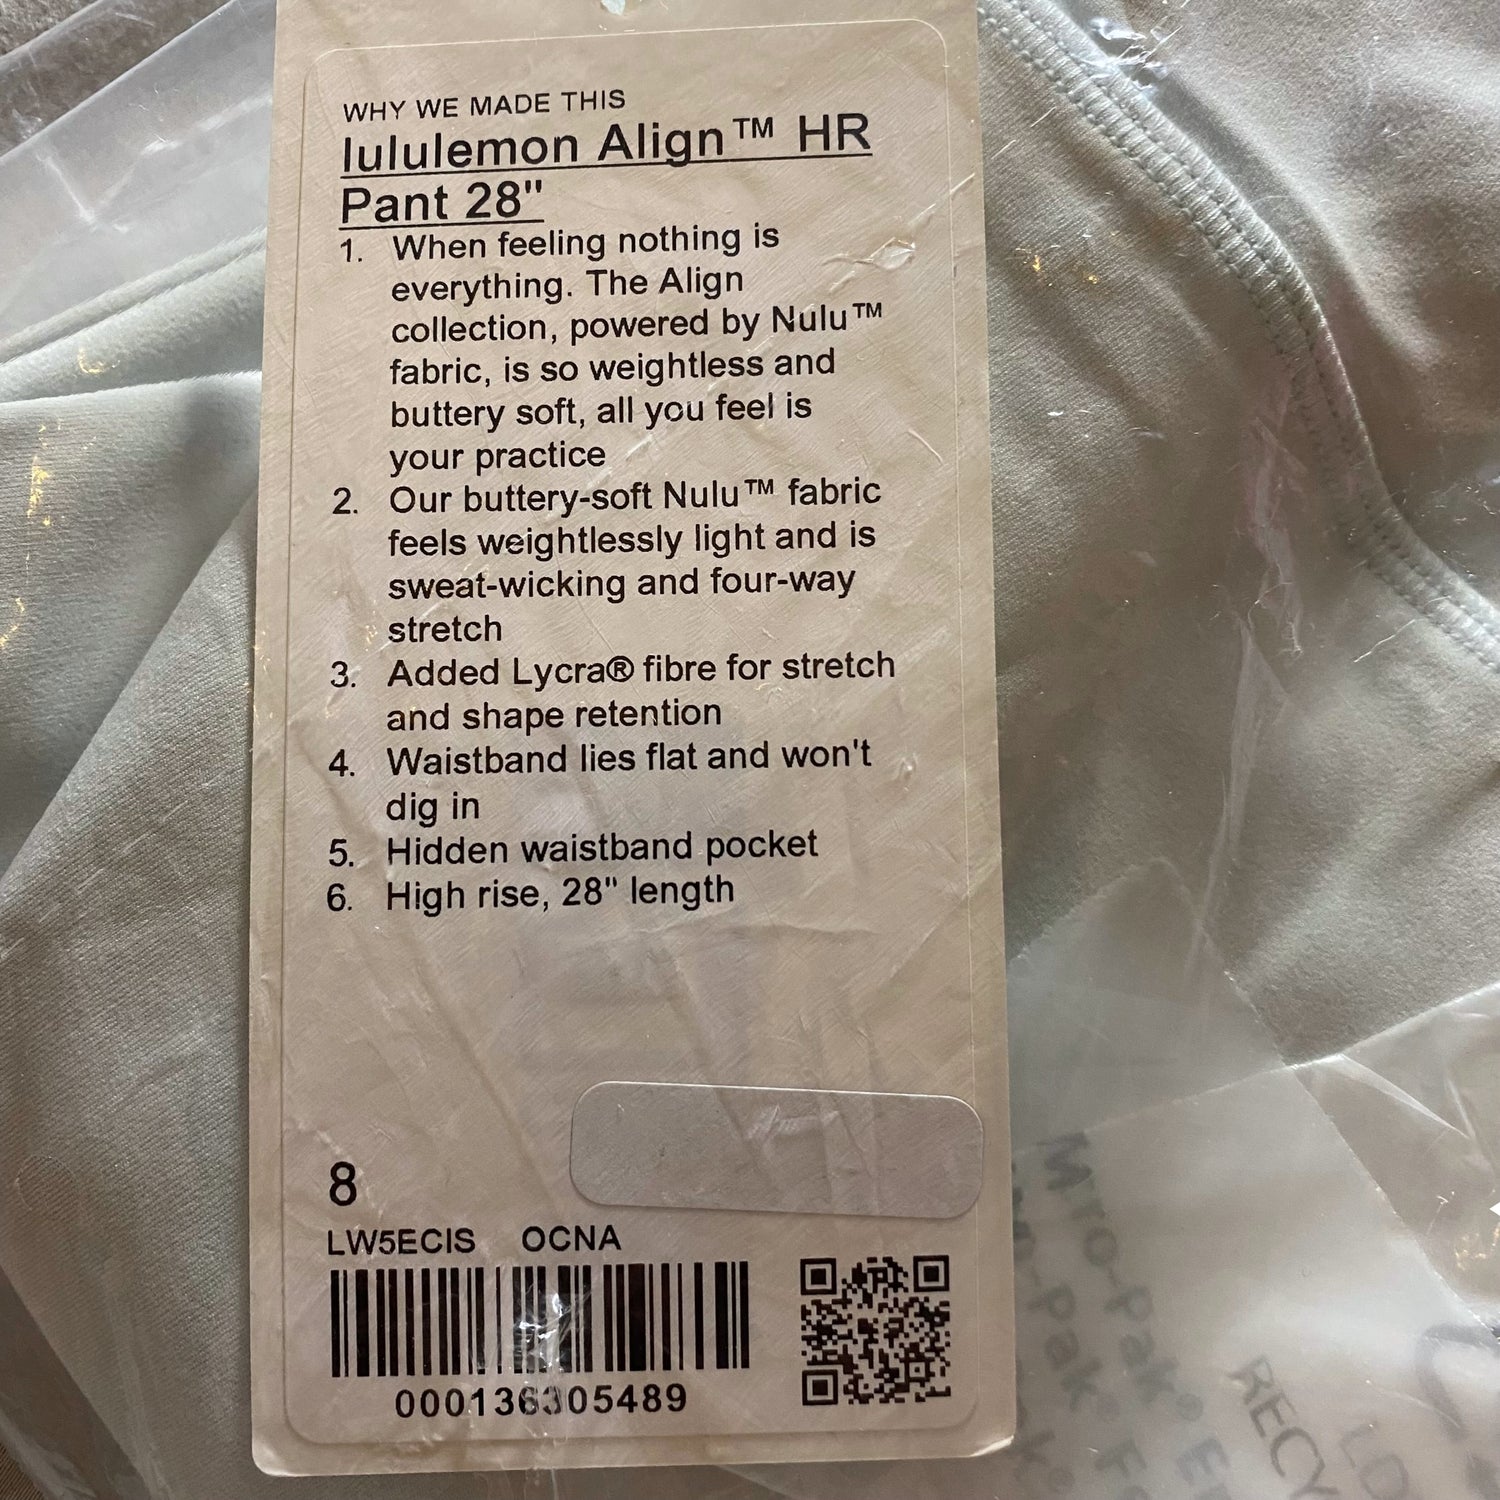 WHY WE MADE THIS
lululemon Align™ HR
Pant 28"
1. When feeling nothing is
everything. The Align
collection, powered by Nulu™
fabric, is so weightless and
buttery soft, all you feel is
your practice
2. Our buttery-soft Nulu™ fabric
feels weightlessly light and is
sweat-wicking and four-way
stretch
3. Added Lycra® fibre for stretch
and shape retention
4. Waistband lies flat and won't
dig in
5. Hidden waistband pocket
6. High rise, 28" length
8
LW5ECIS OCNA
000136305489
Mro-Pak®
RECY
LD